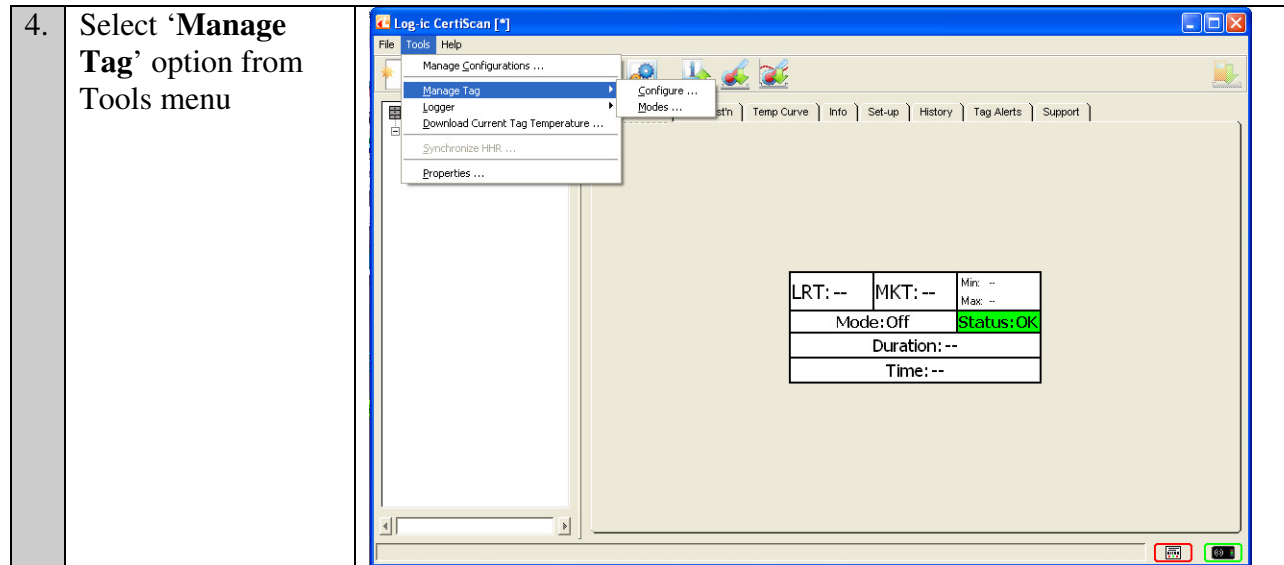 4. Select ‘Manage
Tag’ option from
Tools menu
Log-ic CertiScan [*]
File Tools Help
Manage Configurations ...
Manage Tag
Logger
Download Current Tag Temperature ...
Synchronize HHR ...
Properties ...
Configure ...
Modes ...
st'n Temp Curve Info Set-up History Tag Alerts Support
LRT: -- MKT: -- Min: --
Max: --
Mode:Off Status:OK
Duration: --
Time: --